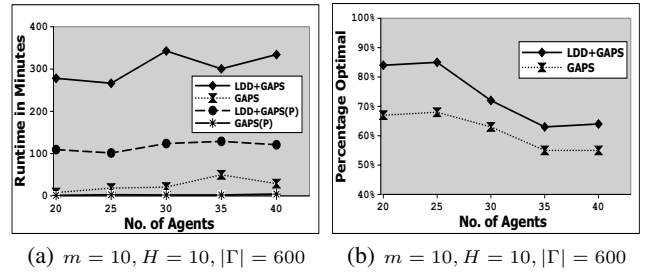 400
300
200
100
0
Runtime in Minutes
LDD+GAPS
GAPS
LDD+GAPS(P)
GAPS(P)
20 25 30 35 40
No. of Agents
(a) m = 10, H = 10, |Γ| = 600
100%
90%
80%
70%
60%
50%
40%
Percentage Optimal
LDD+GAPS
GAPS
20 25 30 35 40
No. of Agents
(b) m = 10, H = 10, |Γ| = 600